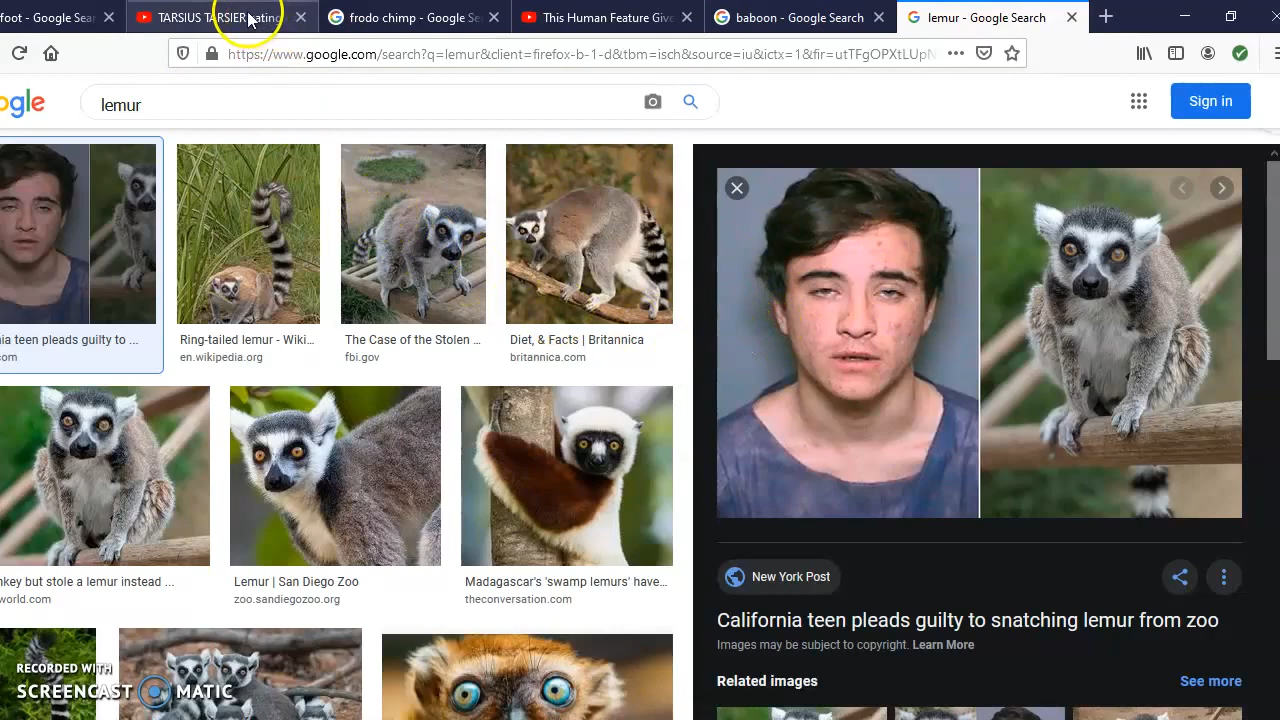 foot - Google Sear
TARSIUS TARSIER eating
frodo chimp - Google Se
This Human Feature Give
baboon - Google Search
lemur - Google Search
https://www.google.com/search?q=lemur&client=firefox-b-1-d&tbm=isch&source=iu&ictx=1&fir=utTFgOPXtLUpN
ogle
lemur
Sign in
nia teen pleads guilty to ...
com
Ring-tailed lemur - Wiki...
en.wikipedia.org
The Case of the Stolen ...
fbi.gov
Diet, & Facts | Britannica
britannica.com
nkey but stole a lemur instead ...
world.com
Lemur | San Diego Zoo
zoo.sandiegozoo.org
Madagascar's 'swamp lemurs' have...
theconversation.com
New York Post
California teen pleads guilty to snatching lemur from zoo
Images may be subject to copyright. Learn More
Related images
See more
RECORDED WITH
SCREENCAST MATIC